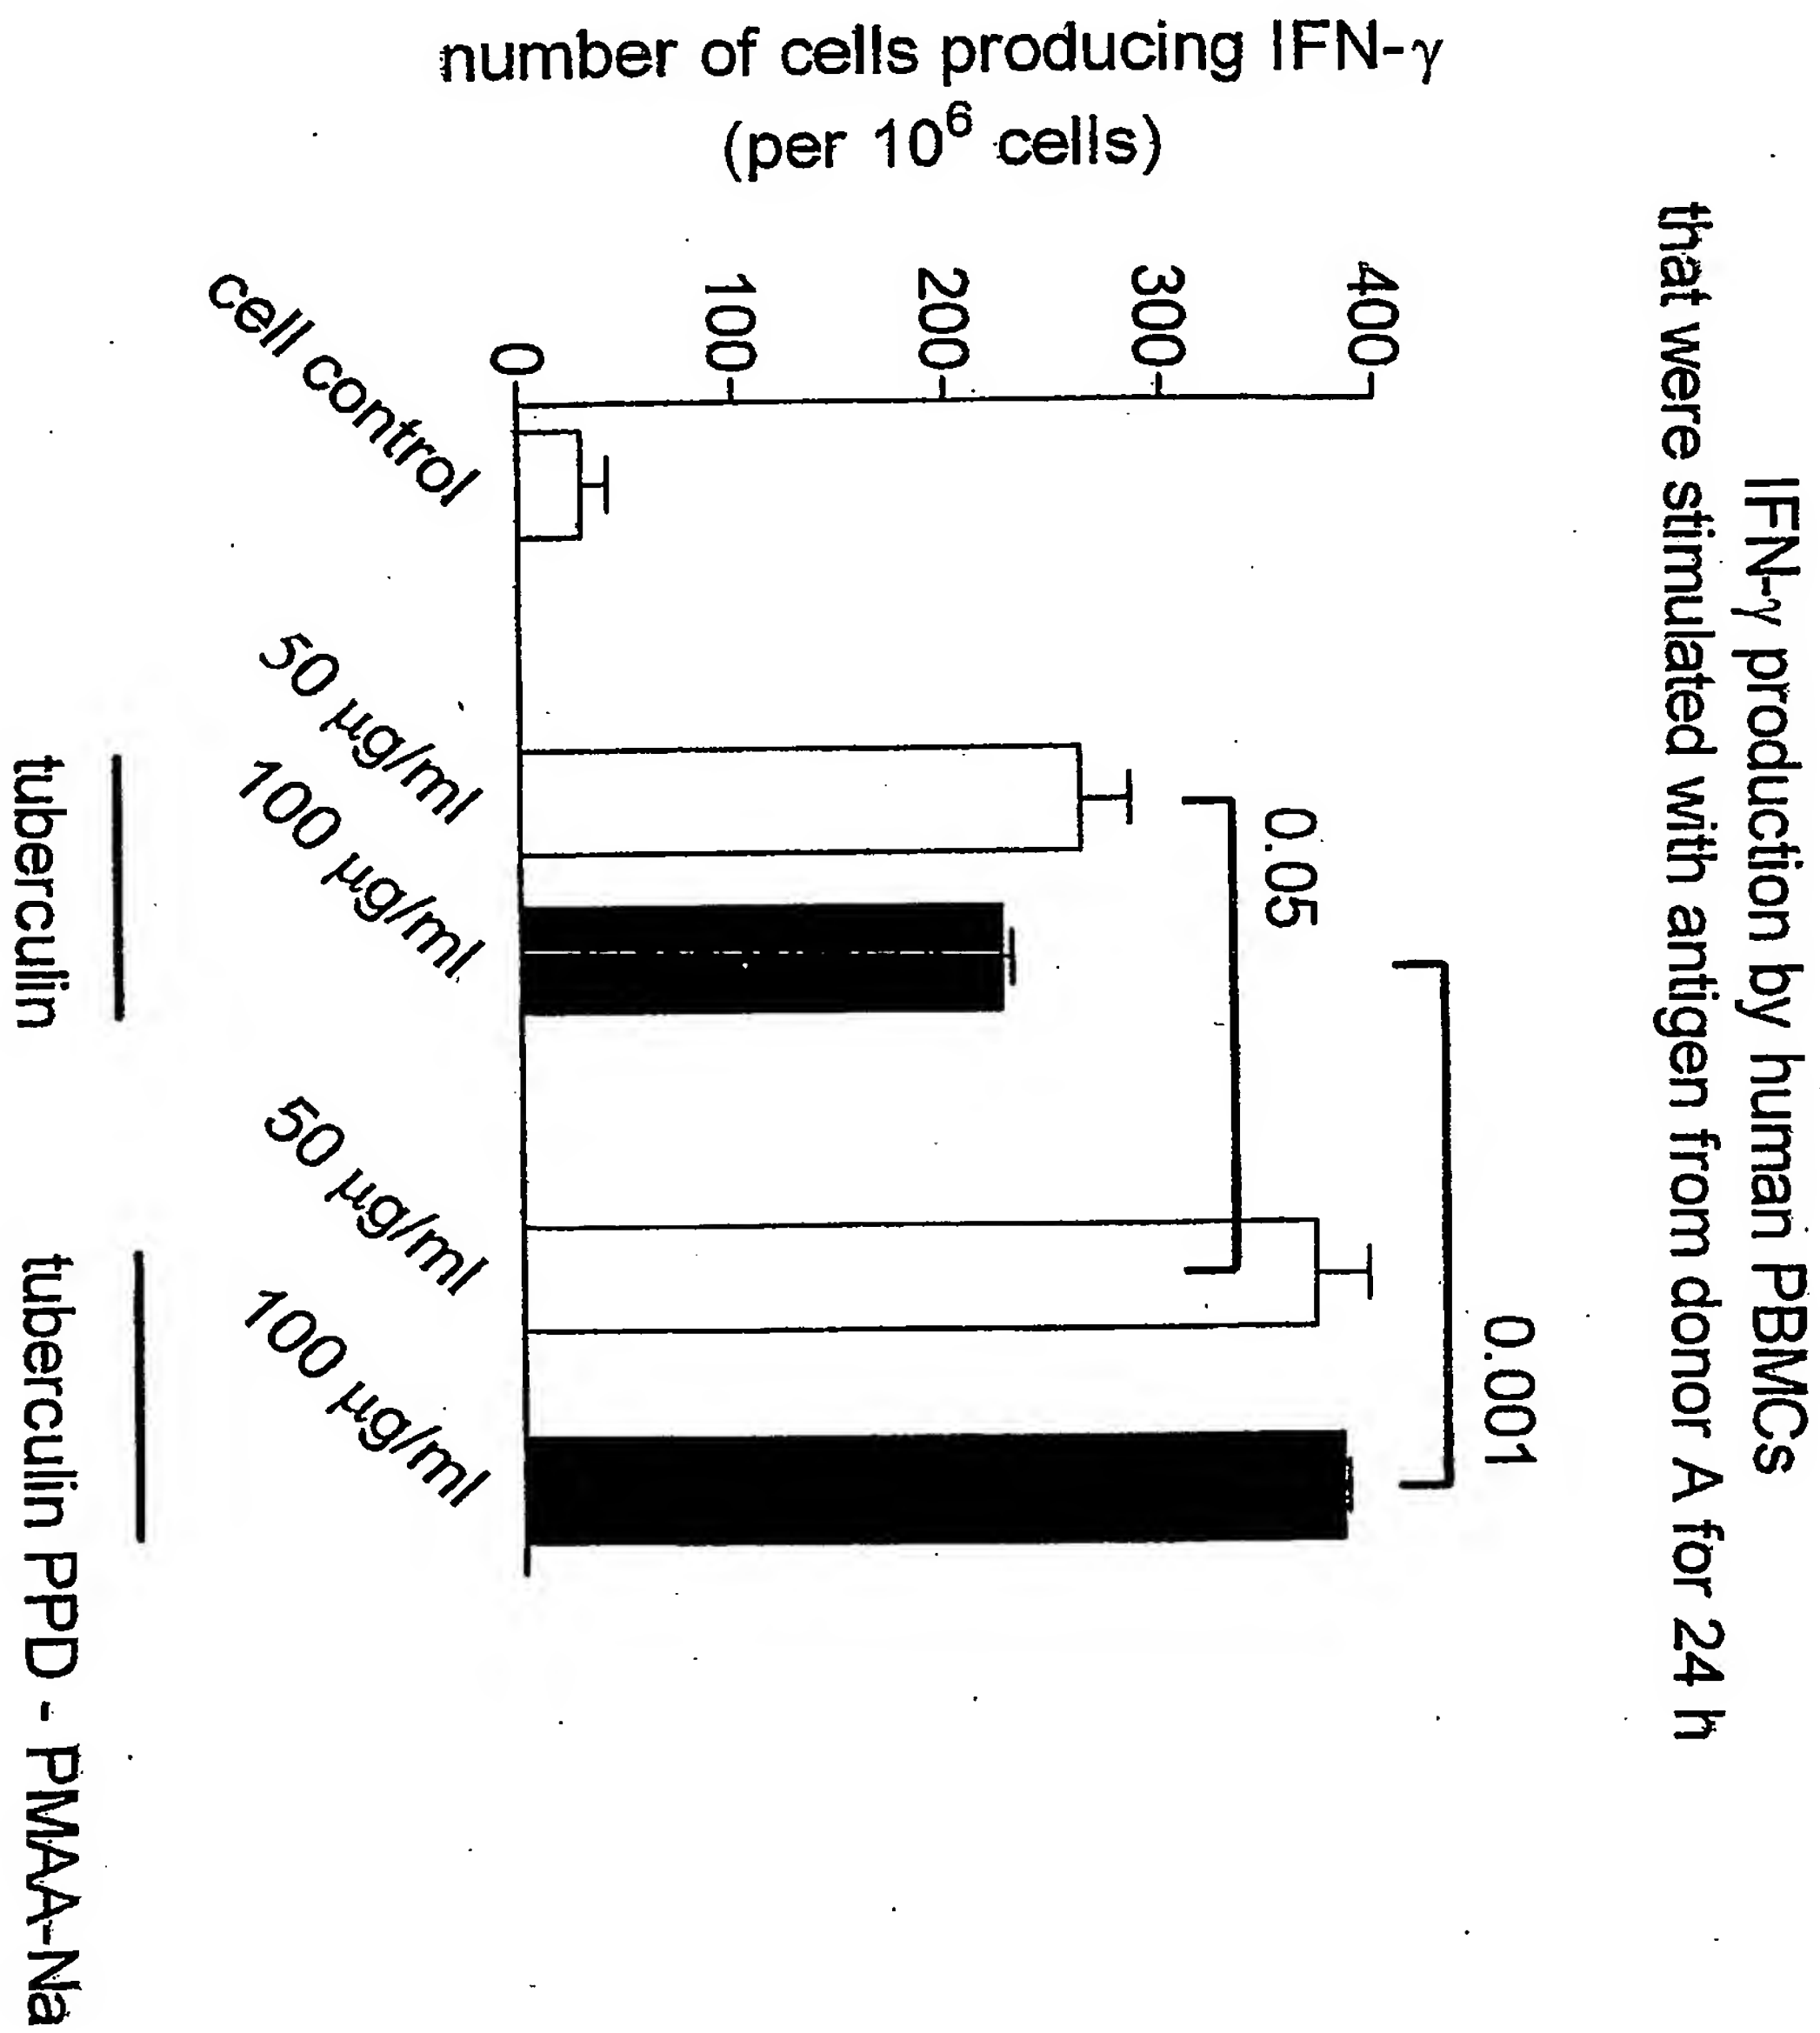 IFN-γ production by human PBMCs
that were stimulated with antigen from donor A for 24 h
number of cells producing IFN-γ
(per 10⁶ cells)
400
300
200
100
0
0.05
0.001
cell control
50 µg/ml
100 µg/ml
50 µg/ml
100 µg/ml
tuberculin
tuberculin PPD - PMAA-Na